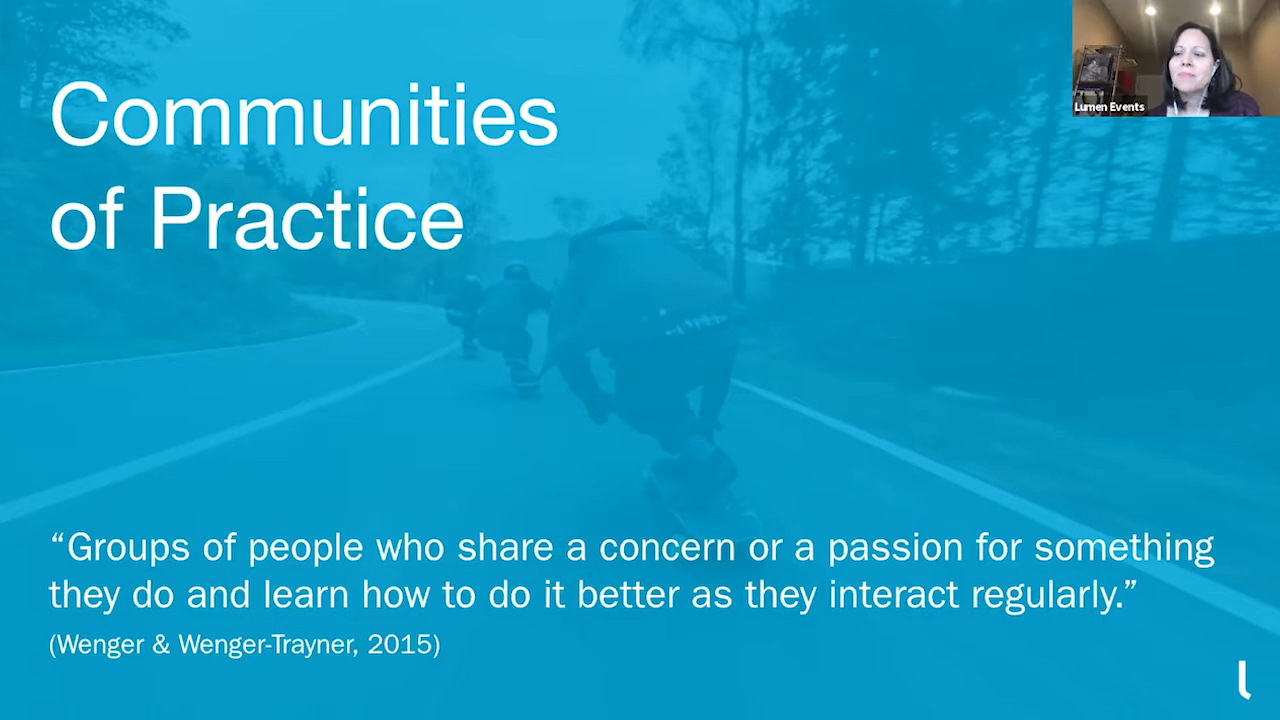 Communities
of Practice
Lumen Events
“Groups of people who share a concern or a passion for something
they do and learn how to do it better as they interact regularly.”
(Wenger & Wenger-Trayner, 2015)